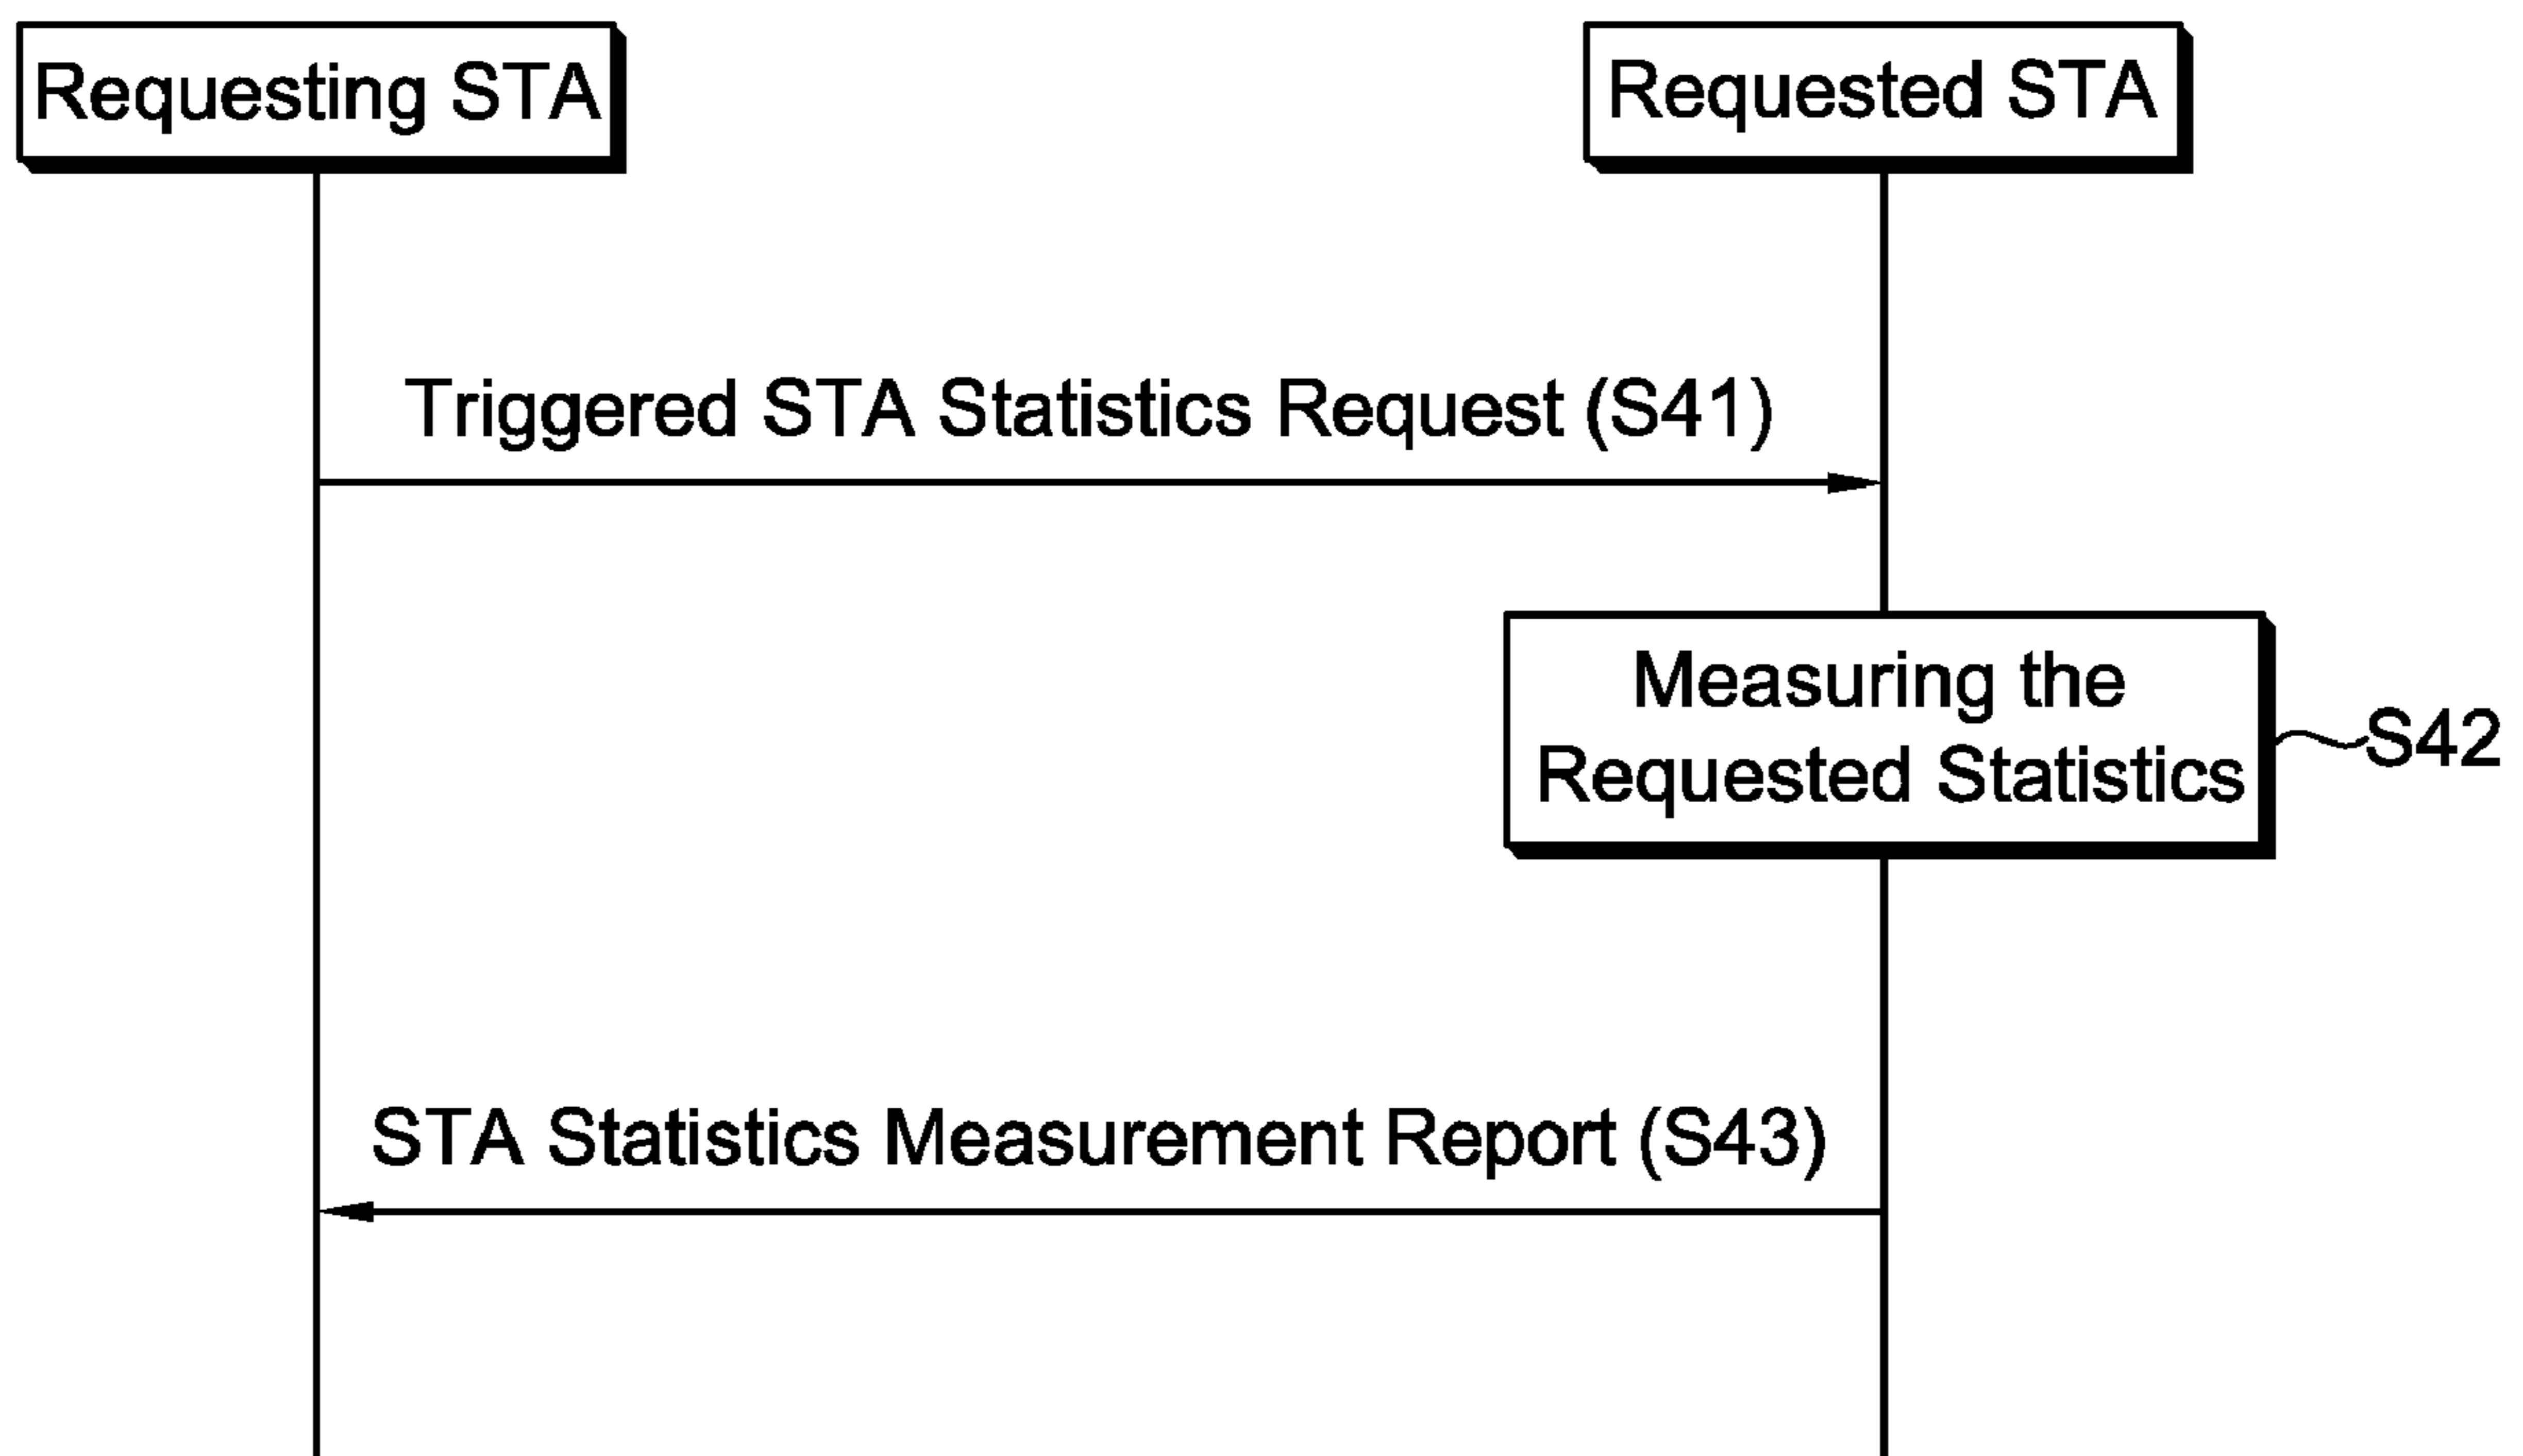 Requesting STA
Requested STA
Triggered STA Statistics Request (S41)
Measuring the
Requested Statistics
S42
STA Statistics Measurement Report (S43)